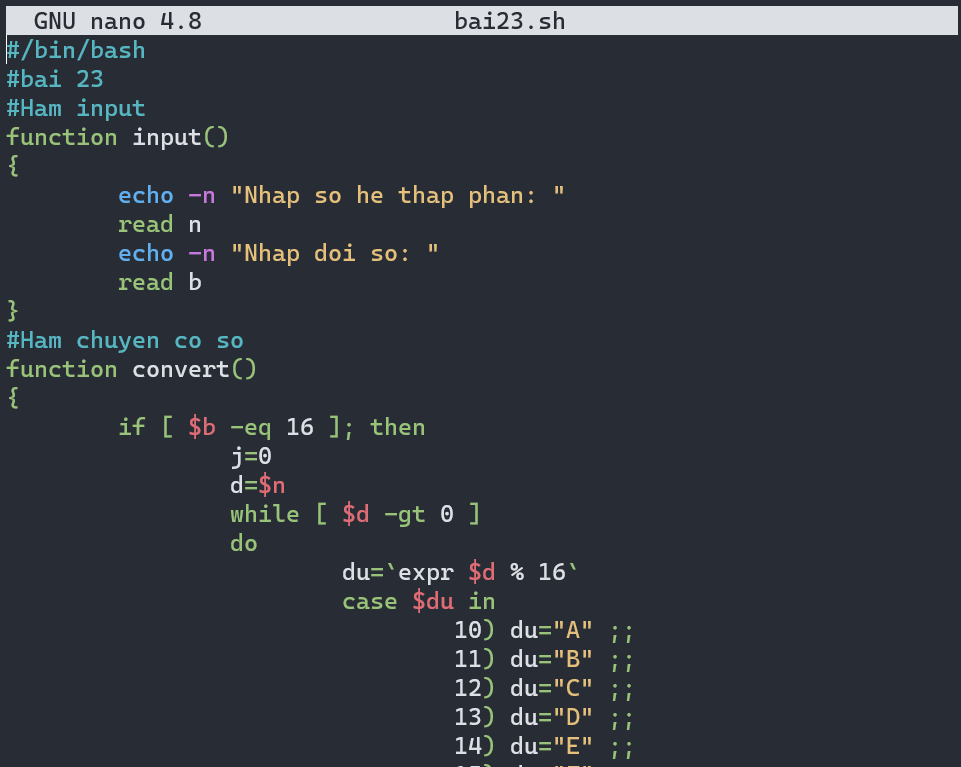 GNU nano 4.8 bai23.sh
#/bin/bash
#bai 23
#Ham input
function input()
{
        echo -n "Nhap so he thap phan: "
        read n
        echo -n "Nhap doi so: "
        read b
}
#Ham chuyen co so
function convert()
{
        if [ $b -eq 16 ]; then
                j=0
                d=$n
                while [ $d -gt 0 ]
                do
                        du=`expr $d % 16`
                        case $du in
                                10) du="A" ;;
                                11) du="B" ;;
                                12) du="C" ;;
                                13) du="D" ;;
                                14) du="E" ;;